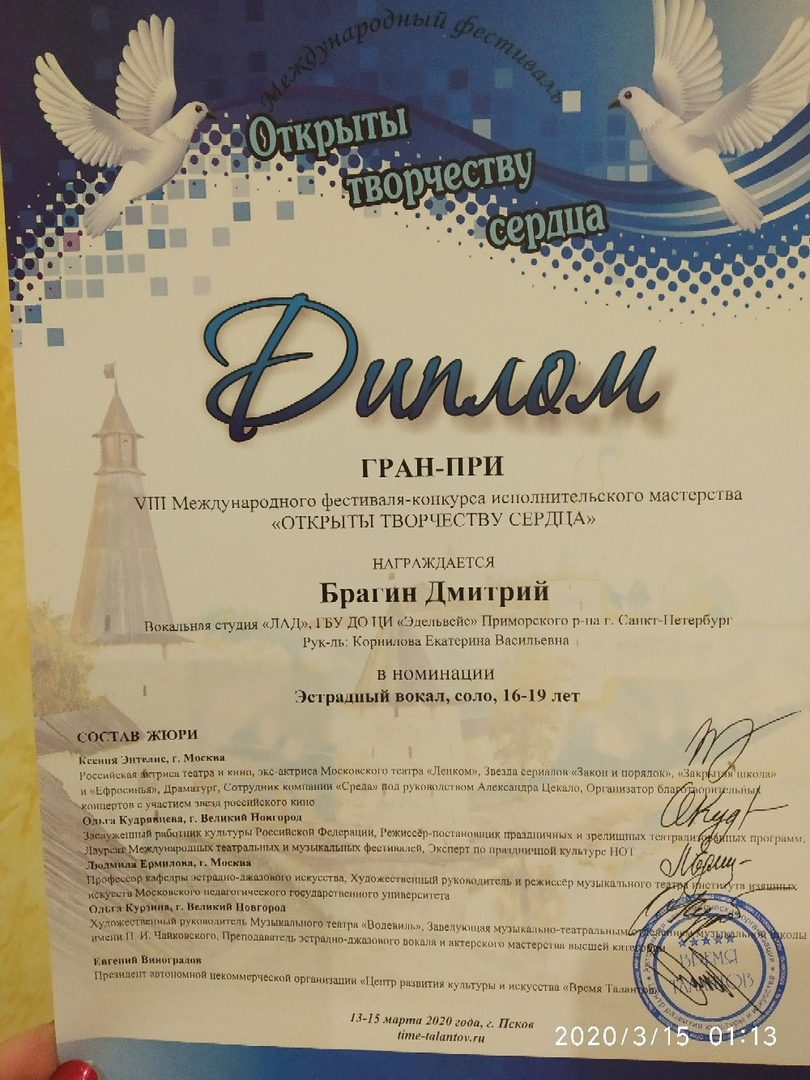 Международный фестиваль
Открыты
творчеству
сердца
Диплом
ГРАН-ПРИ
VIII Международного фестиваля-конкурса исполнительского мастерства
«ОТКРЫТЫ ТВОРЧЕСТВУ СЕРДЦА»
НАГРАЖДАЕТСЯ
Брагин Дмитрий
Вокальная студия «ЛАД», ГБУ ДО ЦИ «Эдельвейс» Приморского р-на г. Санкт-Петербург
Рук-ль: Корнилова Екатерина Васильевна
в номинации
Эстрадный вокал, соло, 16-19 лет
СОСТАВ ЖЮРИ
Ксения Энтелис, г. Москва
Российская актриса театра и кино, экс-актриса Московского театра «Ленком», Звезда сериалов «Закон и порядок», «Закрытая школа»
и «Ефросинья», Драматург, Сотрудник компании «Среда» под руководством Александра Цекало, Организатор благотворительных
концертов с участием звезд российского кино
Ольга Кудрявцева, г. Великий Новгород
Заслуженный работник культуры Российской Федерации, Режиссёр-постановщик праздничных и зрелищных театрализованных программ,
Лауреат Международных театральных и музыкальных фестивалей, Эксперт по праздничной культуре НОТ
Людмила Ермилова, г. Москва
Профессор кафедры эстрадно-джазового искусства, Художественный руководитель и режиссёр музыкального театра института изящных
искусств Московского педагогического государственного университета
Ольга Курзина, г. Великий Новгород
Художественный руководитель Музыкального театра «Водевиль», Заведующая музыкально-театральным отделением музыкальной школы
имени П. И. Чайковского, Преподаватель эстрадно-джазового вокала и актерского мастерства высшей категории
Евгений Виноградов
Президент автономной некоммерческой организации «Центр развития культуры и искусства «Время Талантов»
ВРЕМЯ
ТАЛАНТОВ
13-15 марта 2020 года, г. Псков
time-talantov.ru
2020/3/15 01:13